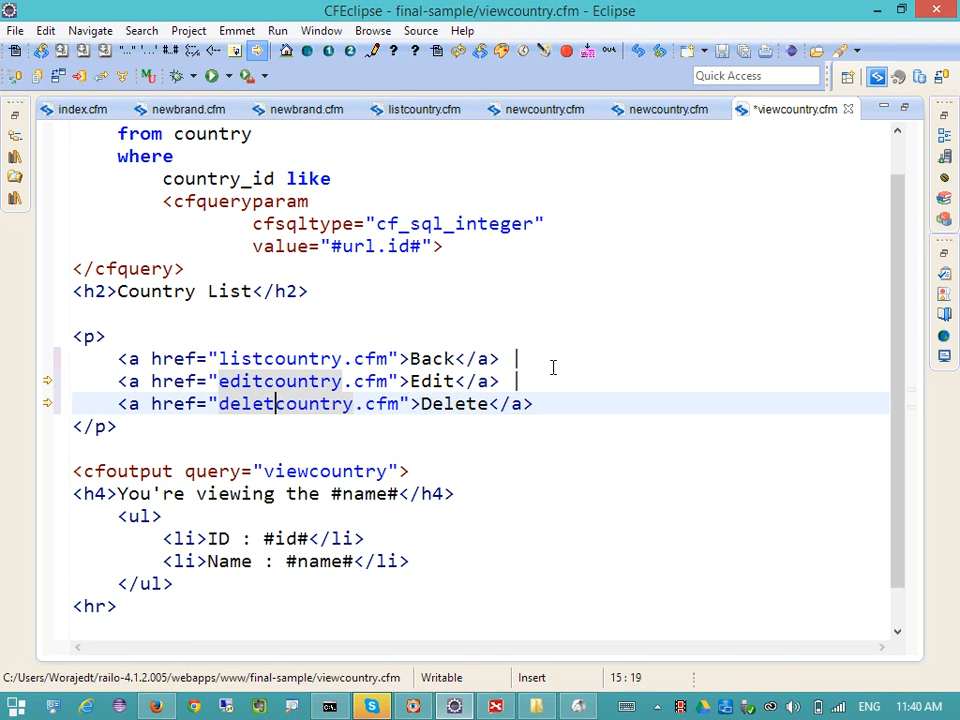 CFEclipse - final-sample/viewcountry.cfm - Eclipse
File Edit Navigate Search Project Emmet Run Window Browse Source Help
Quick Access
index.cfm newbrand.cfm newbrand.cfm listcountry.cfm newcountry.cfm newcountry.cfm *viewcountry.cfm
from country
where
country_id like
<cfqueryparam
cfsqltype="cf_sql_integer"
value="#url.id#">
</cfquery>
<h2>Country List</h2>
<p>
<a href="listcountry.cfm">Back</a> |
<a href="editcountry.cfm">Edit</a> |
<a href="deletcountry.cfm">Delete</a>
</p>
<cfoutput query="viewcountry">
<h4>You're viewing the #name#</h4>
<ul>
<li>ID : #id#</li>
<li>Name : #name#</li>
</ul>
<hr>
C:/Users/Worajedt/railo-4.1.2.005/webapps/www/final-sample/viewcountry.cfm Writable Insert 15 : 19
ENG 11:40 AM